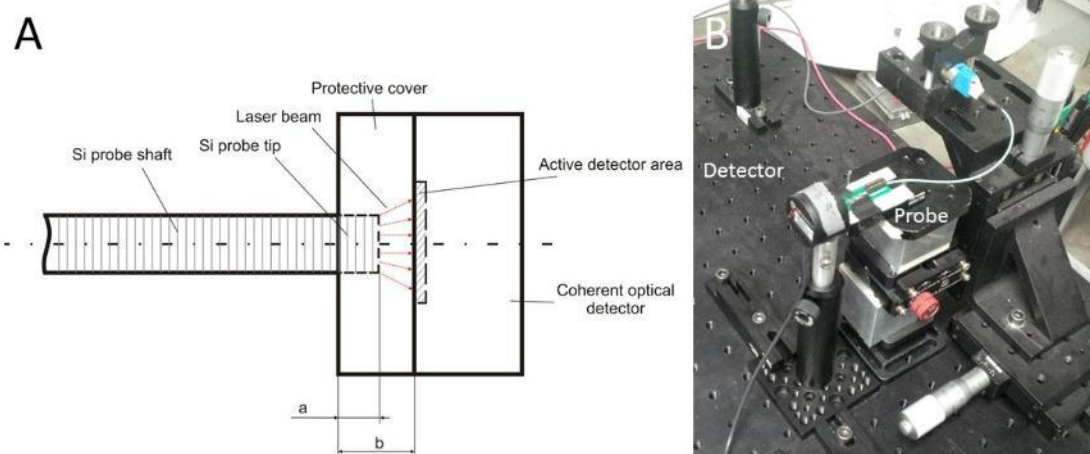 A
Protective cover
Laser beam
Si probe tip
Si probe shaft
Active detector area
Coherent optical
detector
a
b
B
Detector
Probe